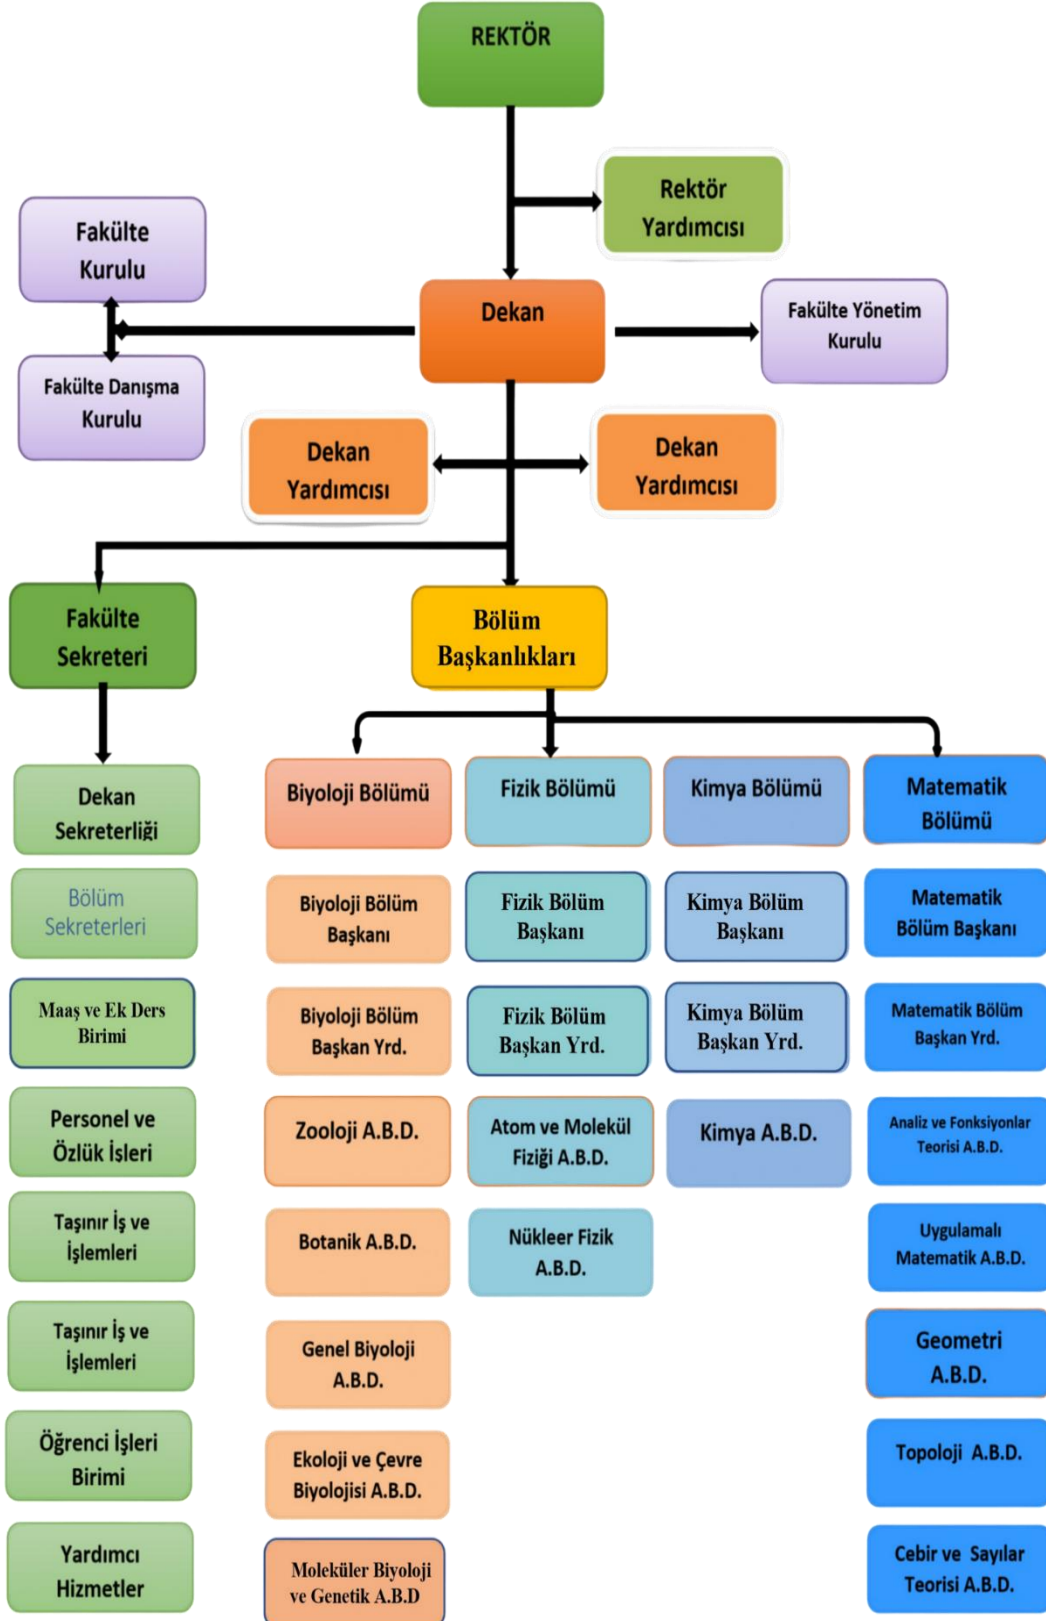 REKTÖR
Rektör
Yardımcısı
Fakülte
Kurulu
Dekan
Fakülte Yönetim
Kurulu
Fakülte Danışma
Kurulu
Dekan
Yardımcısı
Dekan
Yardımcısı
Fakülte
Sekreteri
Bölüm
Başkanlıkları
Dekan
Sekreterliği
Bölüm
Sekreterleri
Maaş ve Ek Ders
Birimi
Personel ve
Özlük İşleri
Taşınır İş ve
İşlemleri
Taşınır İş ve
İşlemleri
Öğrenci İşleri
Birimi
Yardımcı
Hizmetler
Biyoloji Bölümü
Biyoloji Bölüm
Başkanı
Biyoloji Bölüm
Başkan Yrd.
Zooloji A.B.D.
Botanik A.B.D.
Genel Biyoloji
A.B.D.
Ekoloji ve Çevre
Biyolojisi A.B.D.
Moleküler Biyoloji
ve Genetik A.B.D
Fizik Bölümü
Fizik Bölüm
Başkanı
Fizik Bölüm
Başkan Yrd.
Atom ve Molekül
Fiziği A.B.D.
Nükleer Fizik
A.B.D.
Kimya Bölümü
Kimya Bölüm
Başkanı
Kimya Bölüm
Başkan Yrd.
Kimya A.B.D.
Matematik
Bölümü
Matematik
Bölüm Başkanı
Matematik Bölüm
Başkan Yrd.
Analiz ve Fonksiyonlar
Teorisi A.B.D.
Uygulamalı
Matematik A.B.D.
Geometri
A.B.D.
Topoloji A.B.D.
Cebir ve Sayılar
Teorisi A.B.D.